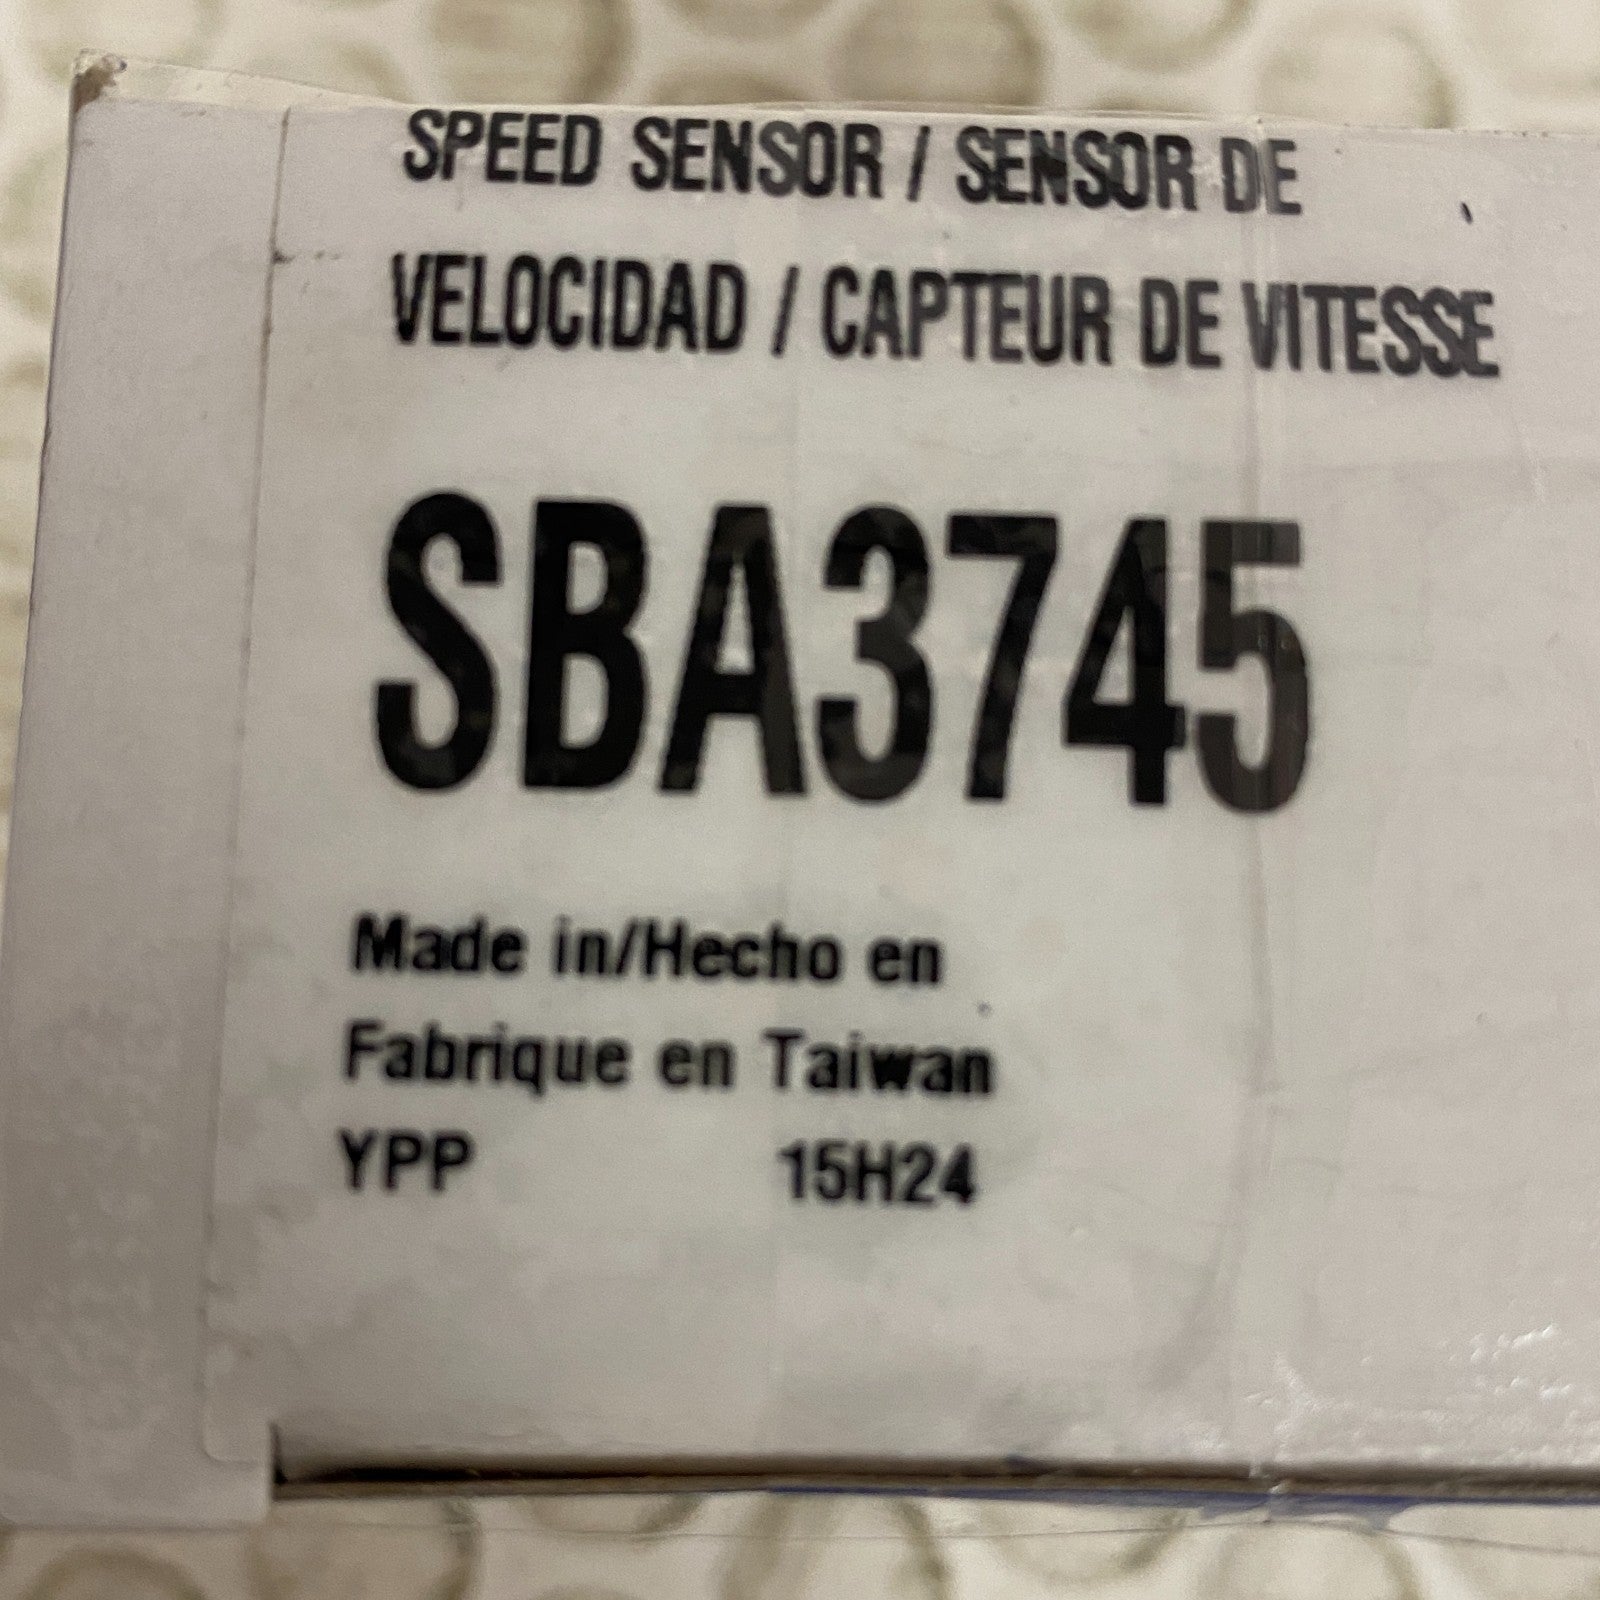 SPEED SENSOR / SENSOR DE
VELOCIDAD / CAPTEUR DE VITESSE
SBA3745
Made in/Hecho en
Fabrique en Taiwan
YPP 15H24